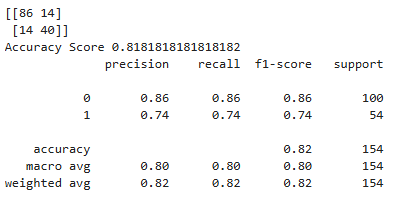 [[86 14]
[14 40]]
Accuracy Score 0.8181818181818182
precision recall f1-score support
0 0.86 0.86 0.86 100
1 0.74 0.74 0.74 54
accuracy 0.82 154
macro avg 0.80 0.80 0.80 154
weighted avg 0.82 0.82 0.82 154